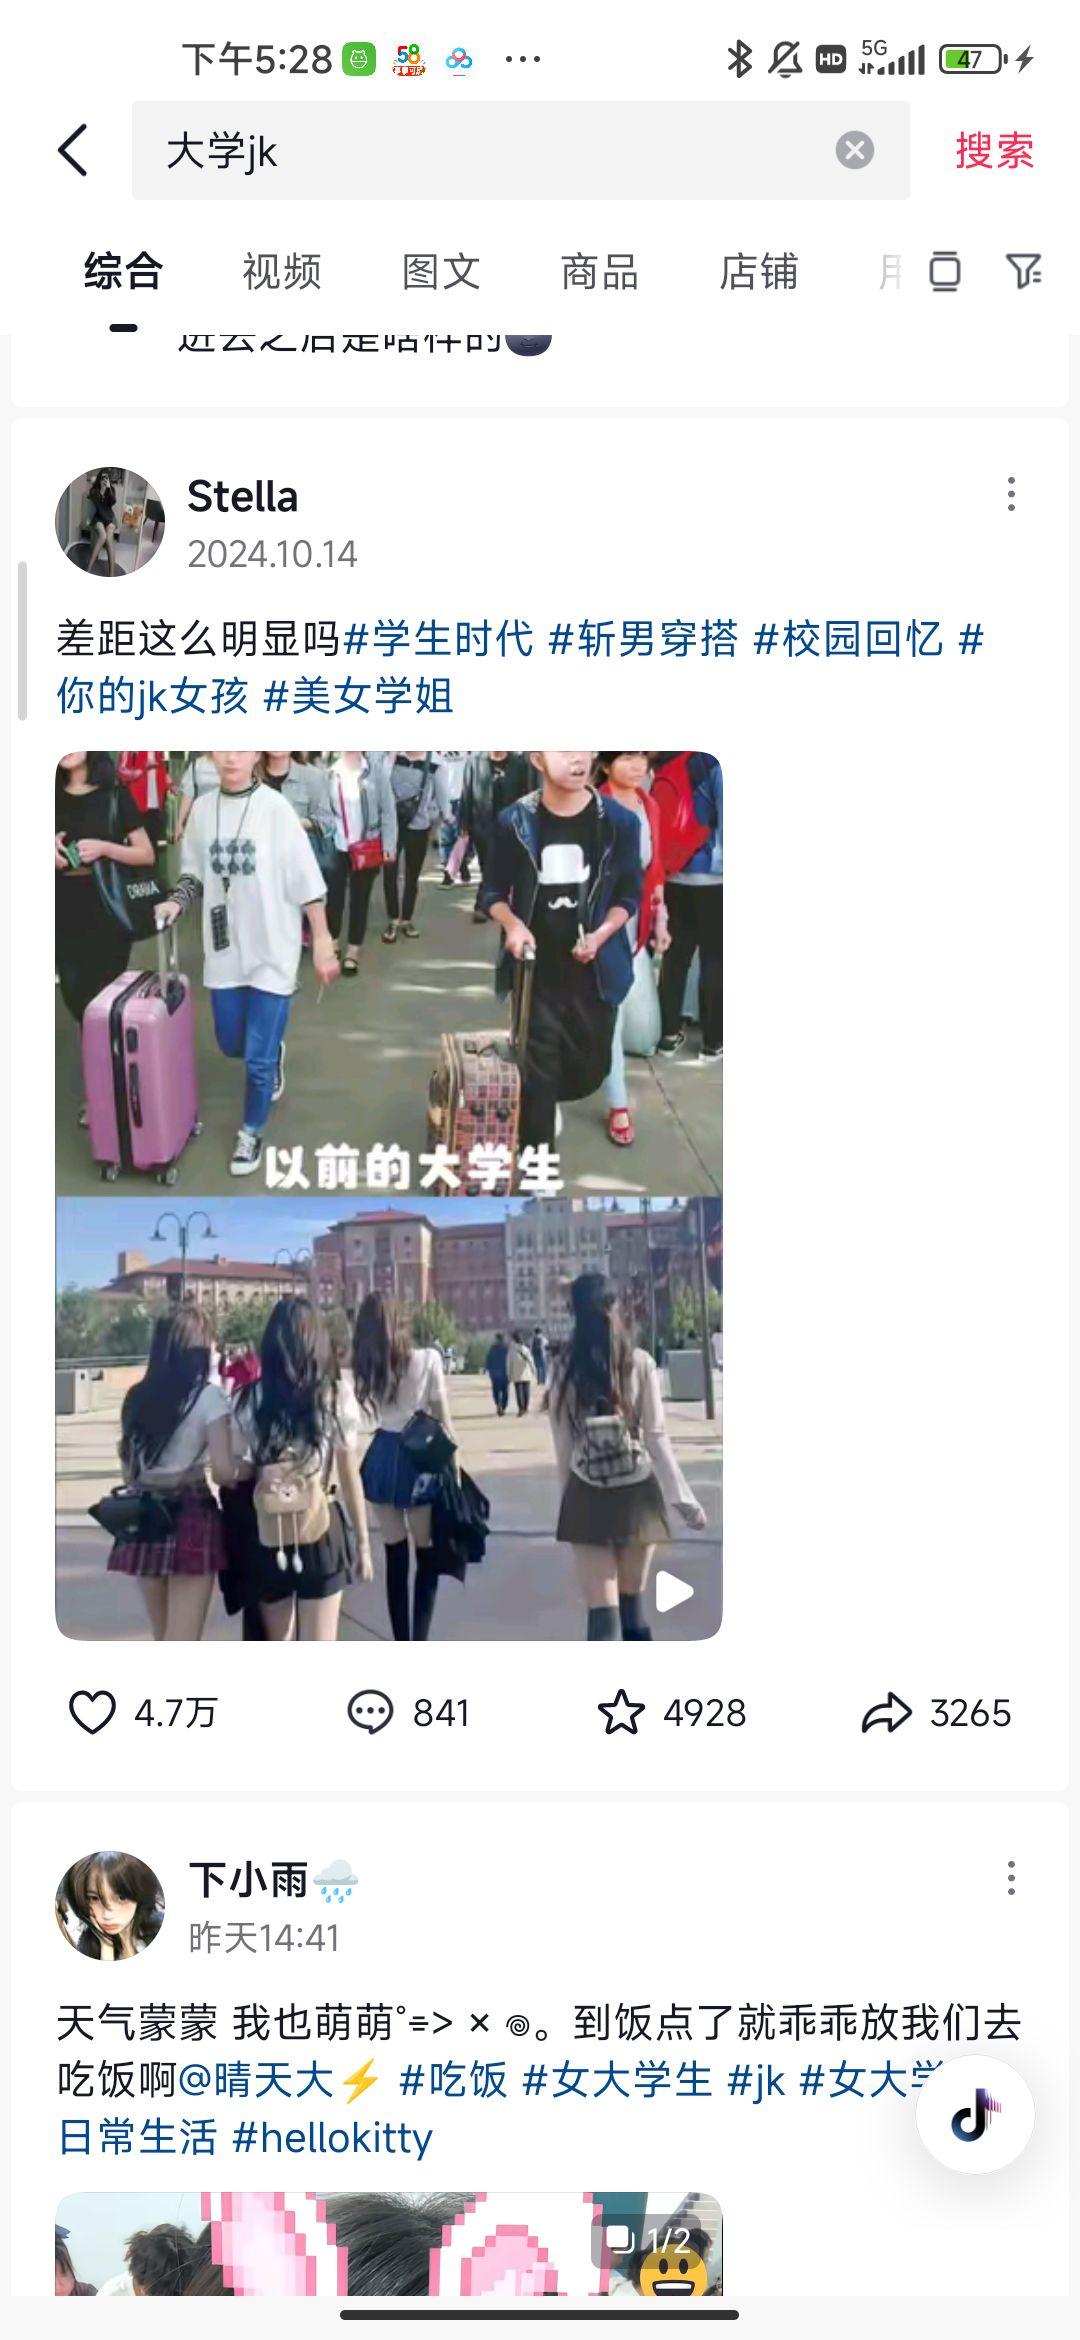 下午5:28
58
HD
5G
47
大学jk
搜索
综合
视频
图文
商品
店铺
进去之后是啥样的
Stella
2024.10.14
差距这么明显吗#学生时代 #斩男穿搭 #校园回忆 #
你的jk女孩 #美女学姐
以前的大学生
4.7万
841
4928
3265
下小雨
昨天14:41
天气蒙蒙 我也萌萌 。到饭点了就乖乖放我们去
吃饭啊@晴天大⚡ #吃饭 #女大学生 #jk #女大学
日常生活 #hellokitty
1/2